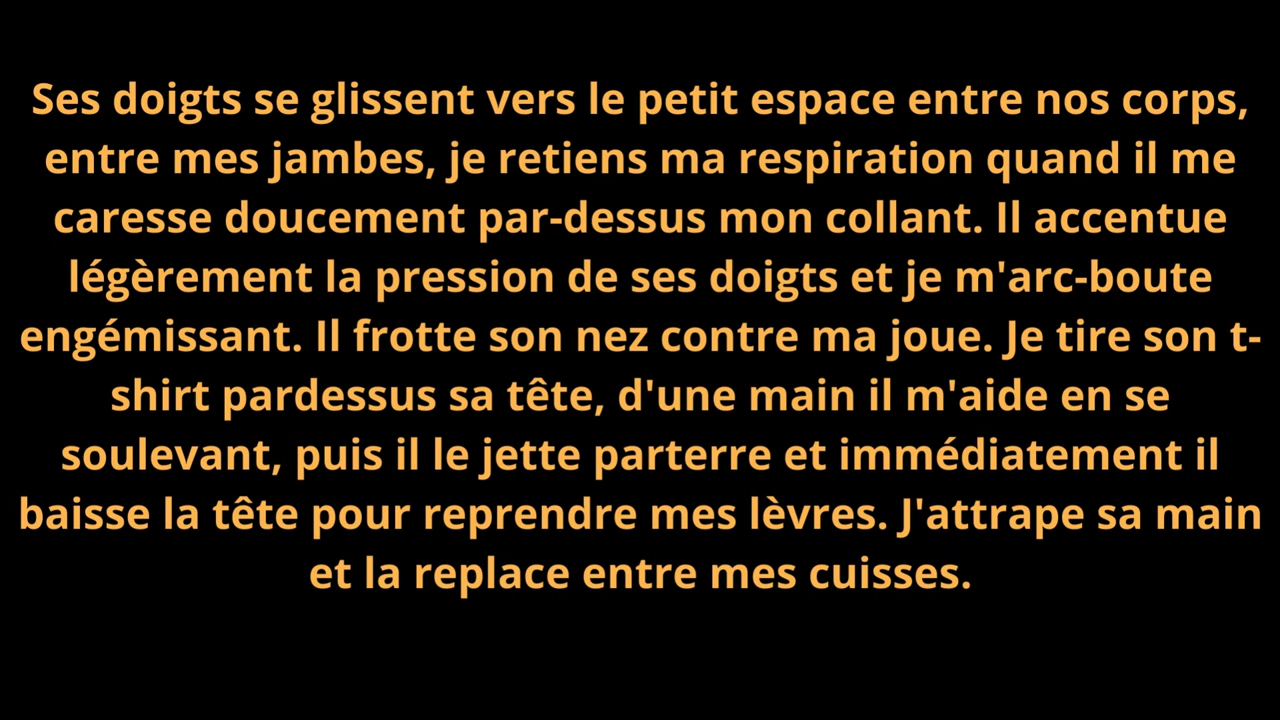 Ses doigts se glissent vers le petit espace entre nos corps,
entre mes jambes, je retiens ma respiration quand il me
caresse doucement par-dessus mon collant. Il accentue
légèrement la pression de ses doigts et je m'arc-boute
engémissant. Il frotte son nez contre ma joue. Je tire son t-
shirt pardessus sa tête, d'une main il m'aide en se
soulevant, puis il le jette parterre et immédiatement il
baisse la tête pour reprendre mes lèvres. J'attrape sa main
et la replace entre mes cuisses.